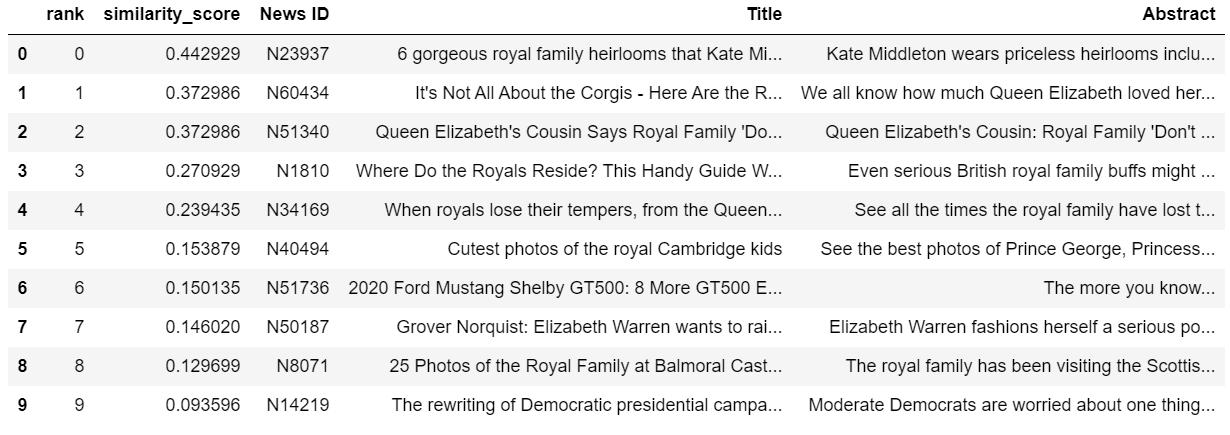 rank similarity_score News ID Title Abstract
0 0 0.442929 N23937 6 gorgeous royal family heirlooms that Kate Mi... Kate Middleton wears priceless heirlooms inclu...
1 1 0.372986 N60434 It's Not All About the Corgis - Here Are the R... We all know how much Queen Elizabeth loved her...
2 2 0.372986 N51340 Queen Elizabeth's Cousin Says Royal Family 'Do... Queen Elizabeth's Cousin: Royal Family 'Don't ...
3 3 0.270929 N1810 Where Do the Royals Reside? This Handy Guide W... Even serious British royal family buffs might ...
4 4 0.239435 N34169 When royals lose their tempers, from the Queen... See all the times the royal family have lost t...
5 5 0.153879 N40494 Cutest photos of the royal Cambridge kids See the best photos of Prince George, Princess...
6 6 0.150135 N51736 2020 Ford Mustang Shelby GT500: 8 More GT500 E... The more you know...
7 7 0.146020 N50187 Grover Norquist: Elizabeth Warren wants to rai... Elizabeth Warren fashions herself a serious po...
8 8 0.129699 N8071 25 Photos of the Royal Family at Balmoral Cast... The royal family has been visiting the Scottis...
9 9 0.093596 N14219 The rewriting of Democratic presidential campa... Moderate Democrats are worried about one thing...